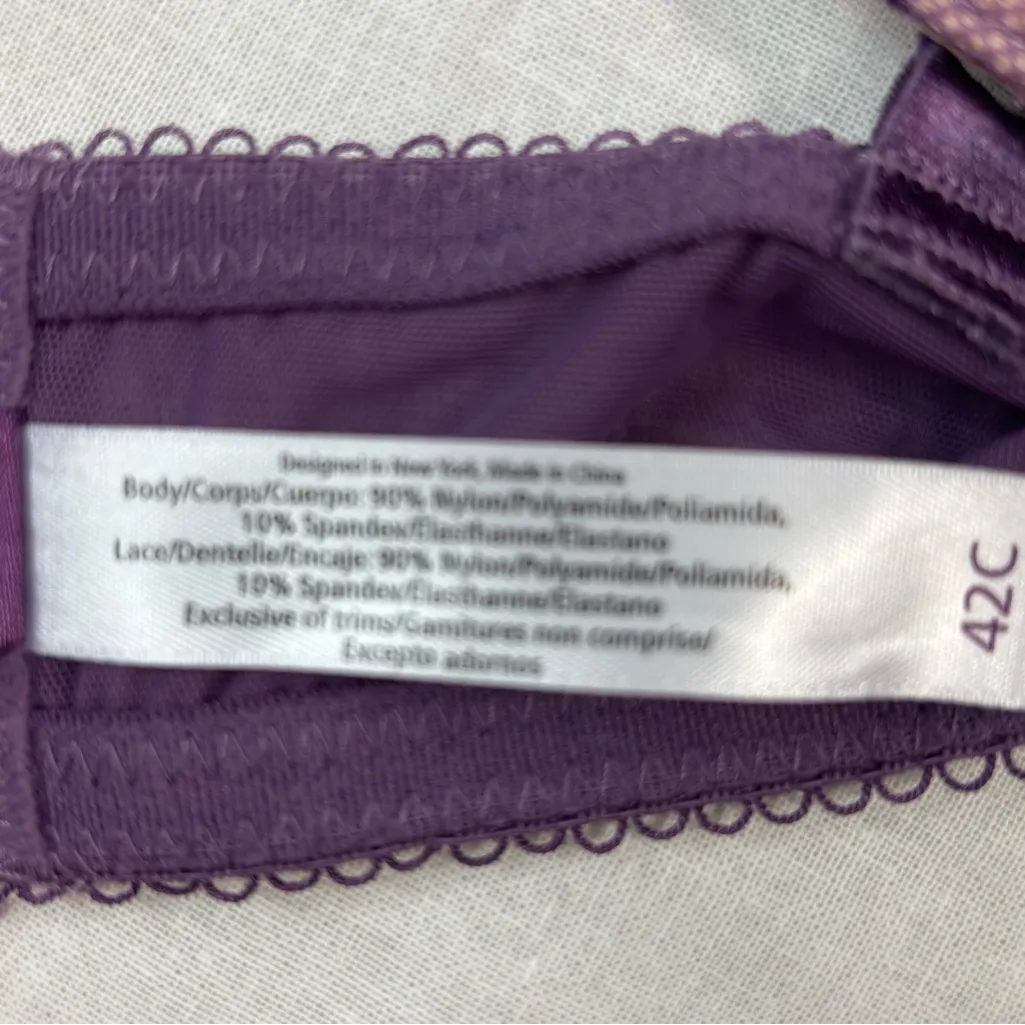 Designed in New York, Made in China
Body/Corps/Cuerpo: 90% Nylon/Polyamide/Poliamida,
10% Spandex/Elasthanne/Elastano
Lace/Dentelle/Encaje: 90% Nylon/Polyamide/Poliamida,
10% Spandex/Elasthanne/Elastano
Exclusive of trims/Garnitures non comprise/
Excepto adornos
42C